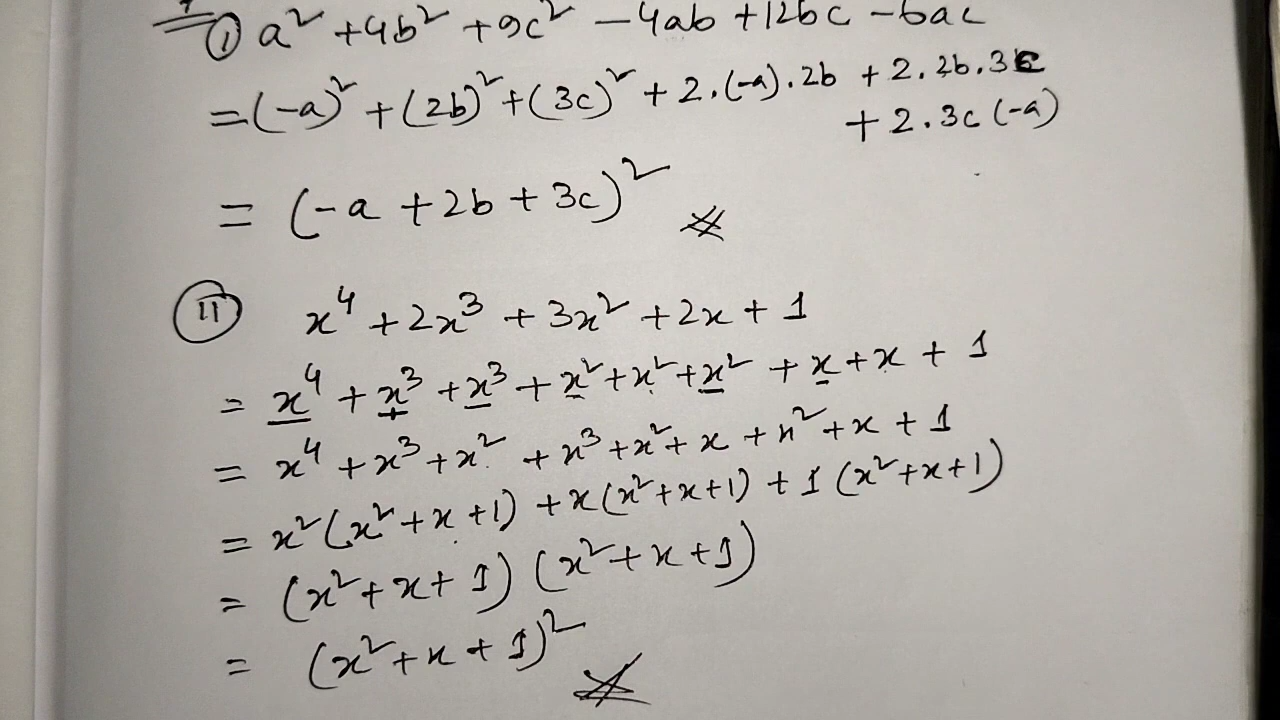 ① a² + 4b² + 9c² - 4ab + 12bc - 6ac
= (-a)² + (2b)² + (3c)² + 2.(-a).2b + 2.2b.3c
+ 2.3c(-a)
= (-a + 2b + 3c)²
⑪ x⁴ + 2x³ + 3x² + 2x + 1
= x⁴ + x³ + x³ + x² + x² + x² + x + x + 1
= x⁴ + x³ + x² + x³ + x² + x + x² + x + 1
= x²(x² + x + 1) + x(x² + x + 1) + 1(x² + x + 1)
= (x² + x + 1) (x² + x + 1)
= (x² + x + 1)²